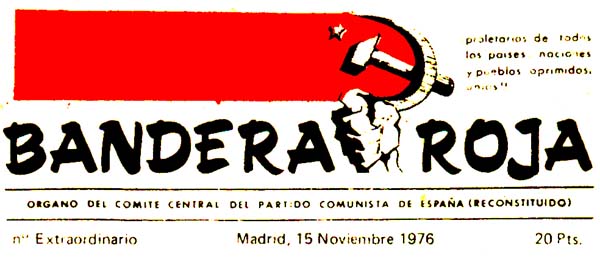 proletarios de todos
los paises naciones
y pueblos oprimidos,
BANDERA ROJA
ORGANO DEL COMITE CENTRAL DEL PARTIDO COMUNISTA DE ESPAÑA (RECONSTITUIDO)
nº Extraordinario Madrid, 15 Noviembre 1976 20 Pts.